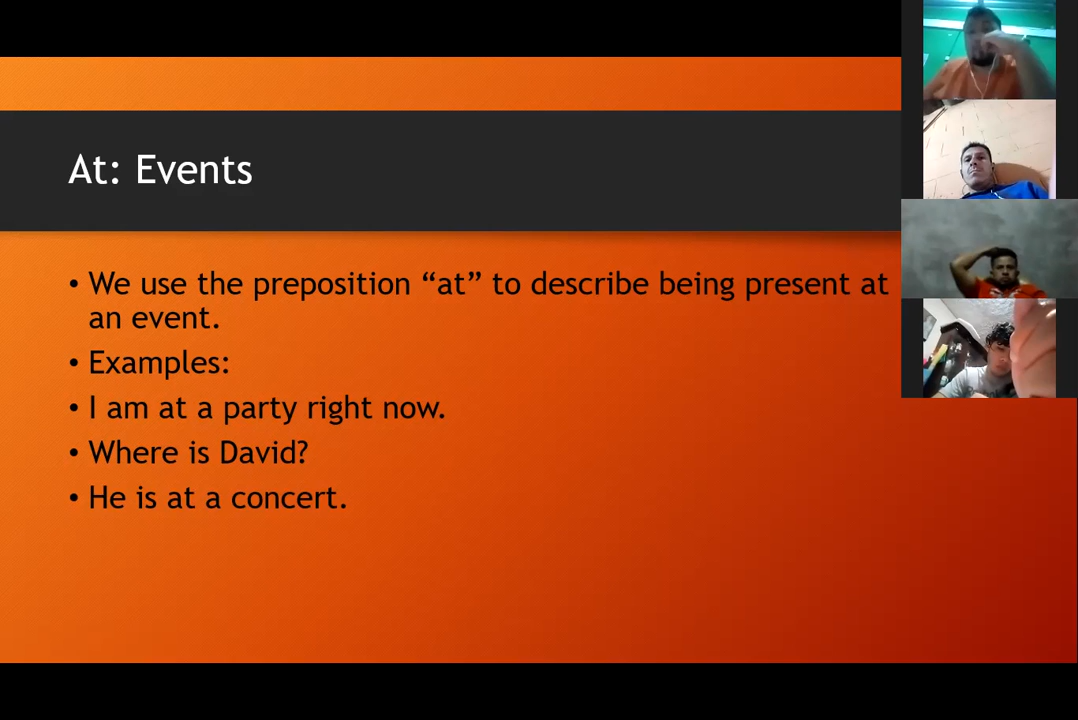 At: Events
• We use the preposition “at” to describe being present at
an event.
• Examples:
• I am at a party right now.
• Where is David?
• He is at a concert.